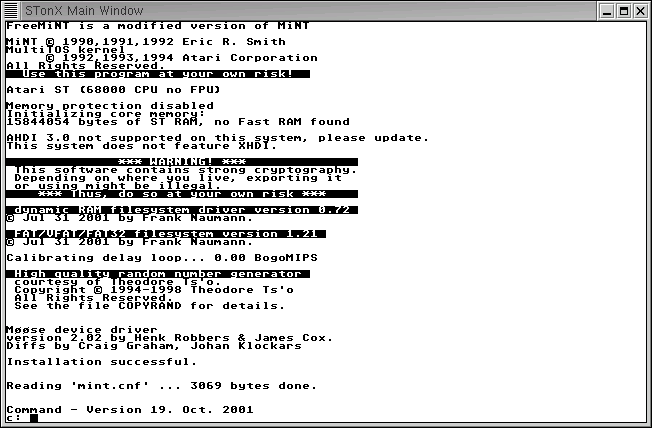 STonX Main Window
FreeMiNT is a modified version of MiNT
MiNT © 1990,1991,1992 Eric R. Smith
MultiTOS kernel
© 1992,1993,1994 Atari Corporation
All Rights Reserved.
Use this program at your own risk!
Atari ST (68000 CPU no FPU)
Memory protection disabled
Initializing core memory:
15844054 bytes of ST RAM, no Fast RAM found
AHDI 3.0 not supported on this system, please update.
This system does not feature XHDI.
*** WARNING! ***
This software contains strong cryptography.
Depending on where you live, exporting it
or using might be illegal.
*** Thus, do so at your own risk ***
dynamic RAM filesystem driver version 0.72
© Jul 31 2001 by Frank Naumann.
FAT/VFAT/FAT32 filesystem version 1.21
© Jul 31 2001 by Frank Naumann.
Calibrating delay loop... 0.00 BogoMIPS
High quality random number generator
courtesy of Theodore Ts'o.
Copyright © 1994-1998 Theodore Ts'o
All Rights Reserved.
See the file COPYRAND for details.
Møøse device driver
version 2.02 by Henk Robbers & James Cox.
Diffs by Craig Graham, Johan Klockars
Installation successful.
Reading 'mint.cnf' ... 3069 bytes done.
Command - Version 19. Oct. 2001
c: